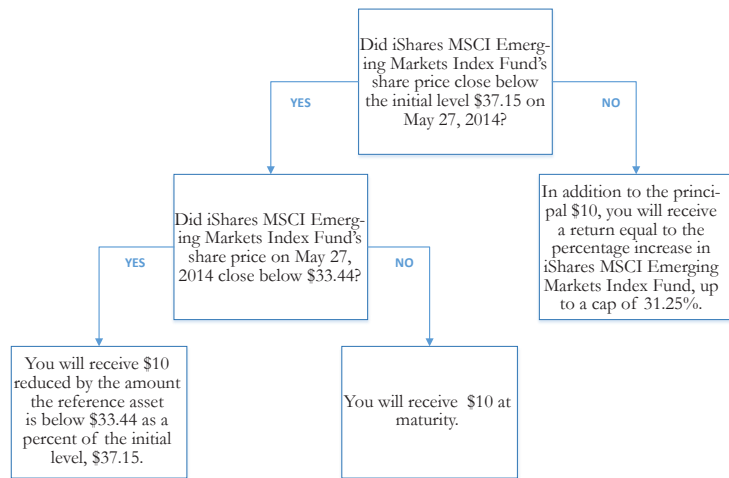 Did iShares MSCI Emerg-
ing Markets Index Fund's
share price close below
the initial level $37.15 on
May 27, 2014?
YES
NO
Did iShares MSCI Emerg-
ing Markets Index Fund's
share price on May 27,
2014 close below $33.44?
In addition to the princi-
pal $10, you will receive
a return equal to the
percentage increase in
iShares MSCI Emerging
Markets Index Fund, up
to a cap of 31.25%.
YES
NO
You will receive $10
reduced by the amount
the reference asset
is below $33.44 as a
percent of the initial
level, $37.15.
You will receive $10 at
maturity.